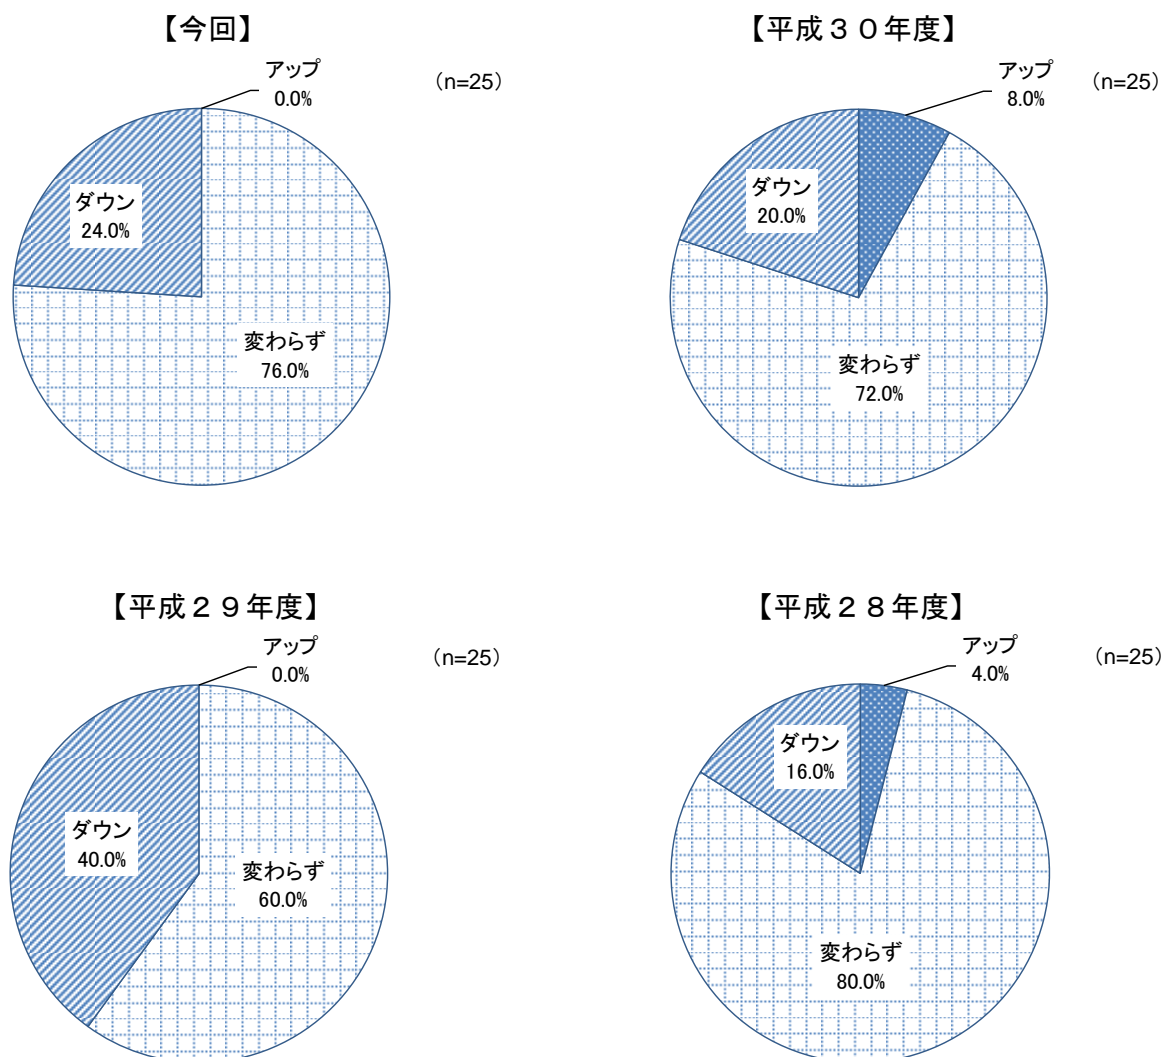 【今回】
アップ
0.0%
（n=25）
ダウン
24.0%
変わらず
76.0%
【平成３０年度】
アップ
8.0%
（n=25）
ダウン
20.0%
変わらず
72.0%
【平成２９年度】
アップ
0.0%
（n=25）
ダウン
40.0%
変わらず
60.0%
【平成２８年度】
アップ
4.0%
（n=25）
ダウン
16.0%
変わらず
80.0%